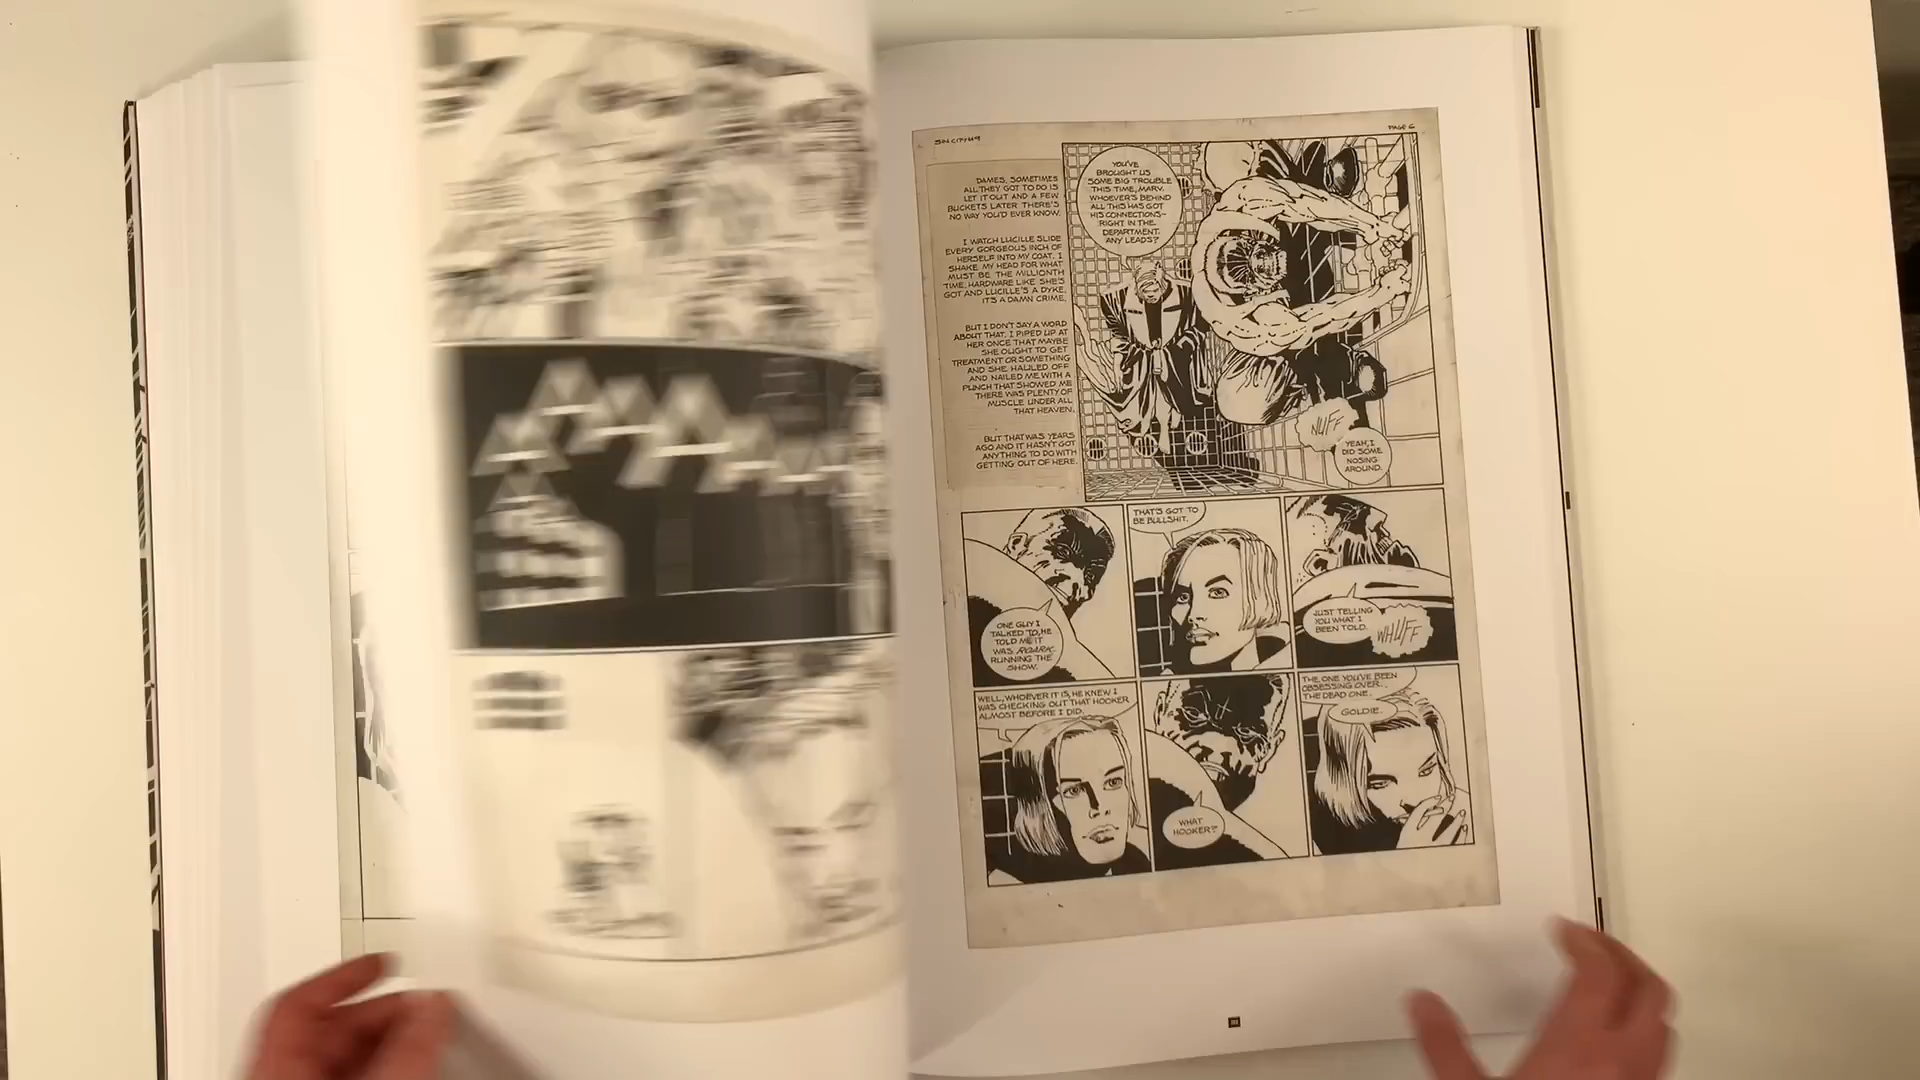 SIN CITY #9
PAGE 6
DAMES. SOMETIMES
ALL THEY GOT TO DO IS
LET IT OUT AND A FEW
BUCKETS LATER THERE'S
NO WAY YOU'D EVER KNOW.
I WATCH LUCILLE SLIDE
EVERY GORGEOUS INCH OF
HERSELF INTO MY COAT. I
SHAKE MY HEAD FOR WHAT
MUST BE THE MILLIONTH
TIME. HARDWARE LIKE SHE'S
GOT AND LUCILLE'S A DYKE.
IT'S A DAMN CRIME.
BUT I DON'T SAY A WORD
ABOUT THAT. I PIPED UP AT
HER ONCE THAT MAYBE
SHE OUGHT TO GET
TREATMENT OR SOMETHING
AND SHE HAULED OFF
AND NAILED ME WITH A
PUNCH THAT SHOWED ME
THERE WAS PLENTY OF
MUSCLE UNDER ALL
THAT HEAVEN.
BUT THAT WAS YEARS
AGO AND IT HASN'T GOT
ANYTHING TO DO WITH
GETTING OUT OF HERE.
YOU'VE
BROUGHT US
SOME BIG TROUBLE
THIS TIME, MARV.
WHOEVER'S BEHIND
ALL THIS HAS GOT
HIS CONNECTIONS--
RIGHT IN THE
DEPARTMENT.
ANY LEADS?
NUFF
YEAH, I
DID SOME
NOSING
AROUND.
ONE GUY I
TALKED TO, HE
TOLD ME IT
WAS ROARK
RUNNING THE
SHOW.
THAT'S GOT TO
BE BULLSHIT.
JUST TELLING
YOU WHAT I
BEEN TOLD.
WHUFF
WELL, WHOEVER IT IS, HE KNEW I
WAS CHECKING OUT THAT HOOKER
ALMOST BEFORE I DID.
WHAT
HOOKER?
THE ONE YOU'VE BEEN
OBSESSING OVER.
THE DEAD ONE.
GOLDIE.